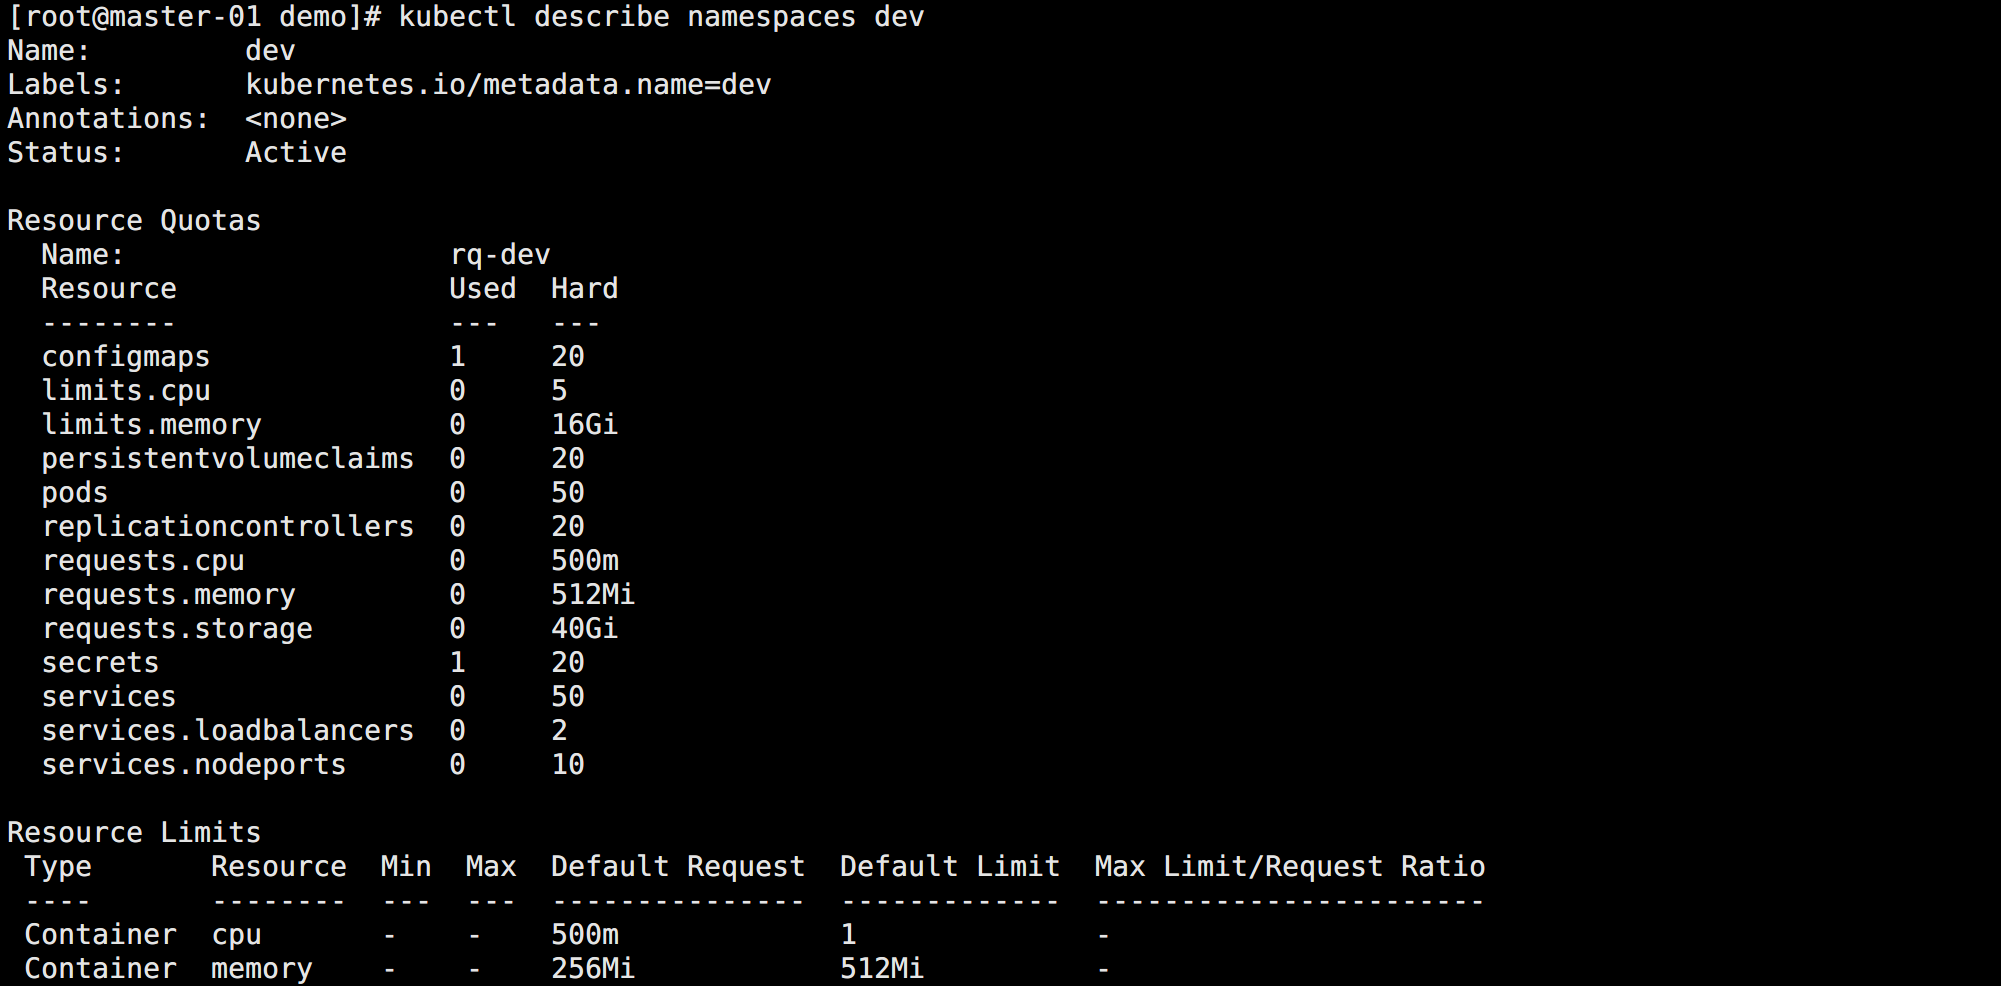 [root@master-01 demo]# kubectl describe namespaces dev
Name:         dev
Labels:       kubernetes.io/metadata.name=dev
Annotations:  <none>
Status:       Active

Resource Quotas
  Name:                   rq-dev
  Resource                Used  Hard
  --------                ---   ---
  configmaps              1     20
  limits.cpu              0     5
  limits.memory           0     16Gi
  persistentvolumeclaims  0     20
  pods                    0     50
  replicationcontrollers  0     20
  requests.cpu            0     500m
  requests.memory         0     512Mi
  requests.storage        0     40Gi
  secrets                 1     20
  services                0     50
  services.loadbalancers  0     2
  services.nodeports      0     10

Resource Limits
 Type       Resource  Min  Max  Default Request  Default Limit  Max Limit/Request Ratio
 ----       --------  ---  ---  ---------------  -------------  -----------------------
 Container  cpu       -    -    500m             1              -
 Container  memory    -    -    256Mi            512Mi          -